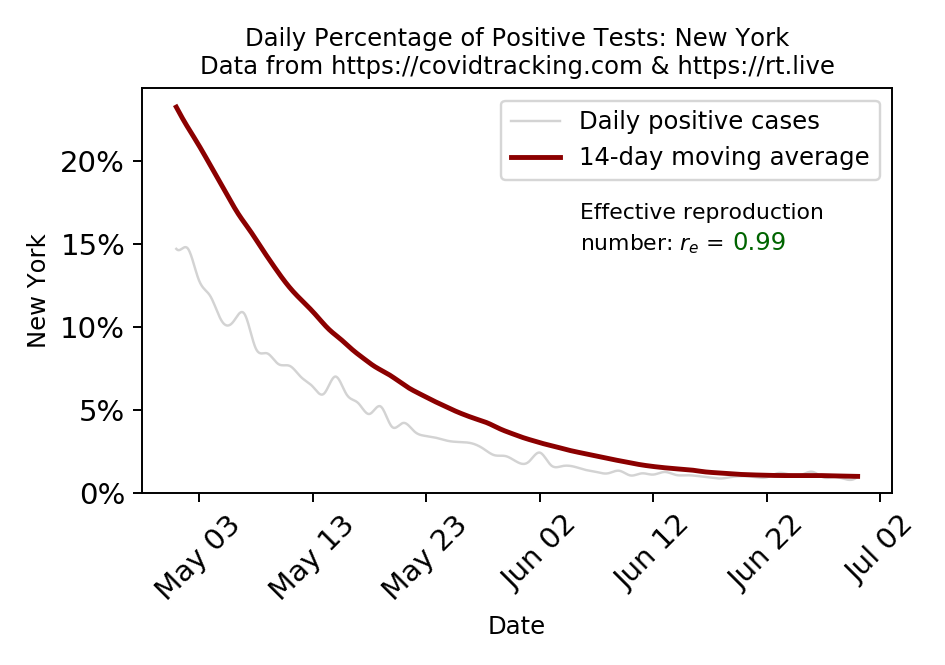 Daily Percentage of Positive Tests: New York
Data from https://covidtracking.com & https://rt.live
Daily positive cases
14-day moving average
Effective reproduction
number: rₑ = 0.99
New York
20%
15%
10%
5%
0%
May 03
May 13
May 23
Jun 02
Jun 12
Jun 22
Jul 02
Date